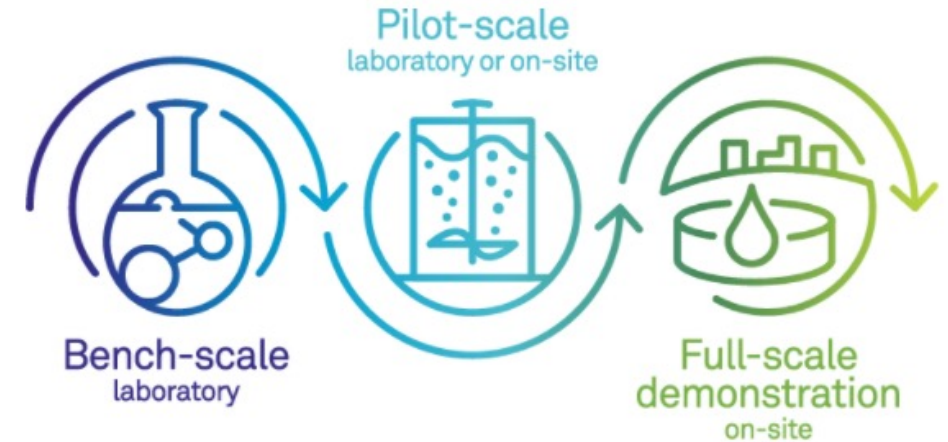 Pilot-scale
laboratory or on-site
Bench-scale
laboratory
Full-scale
demonstration
on-site